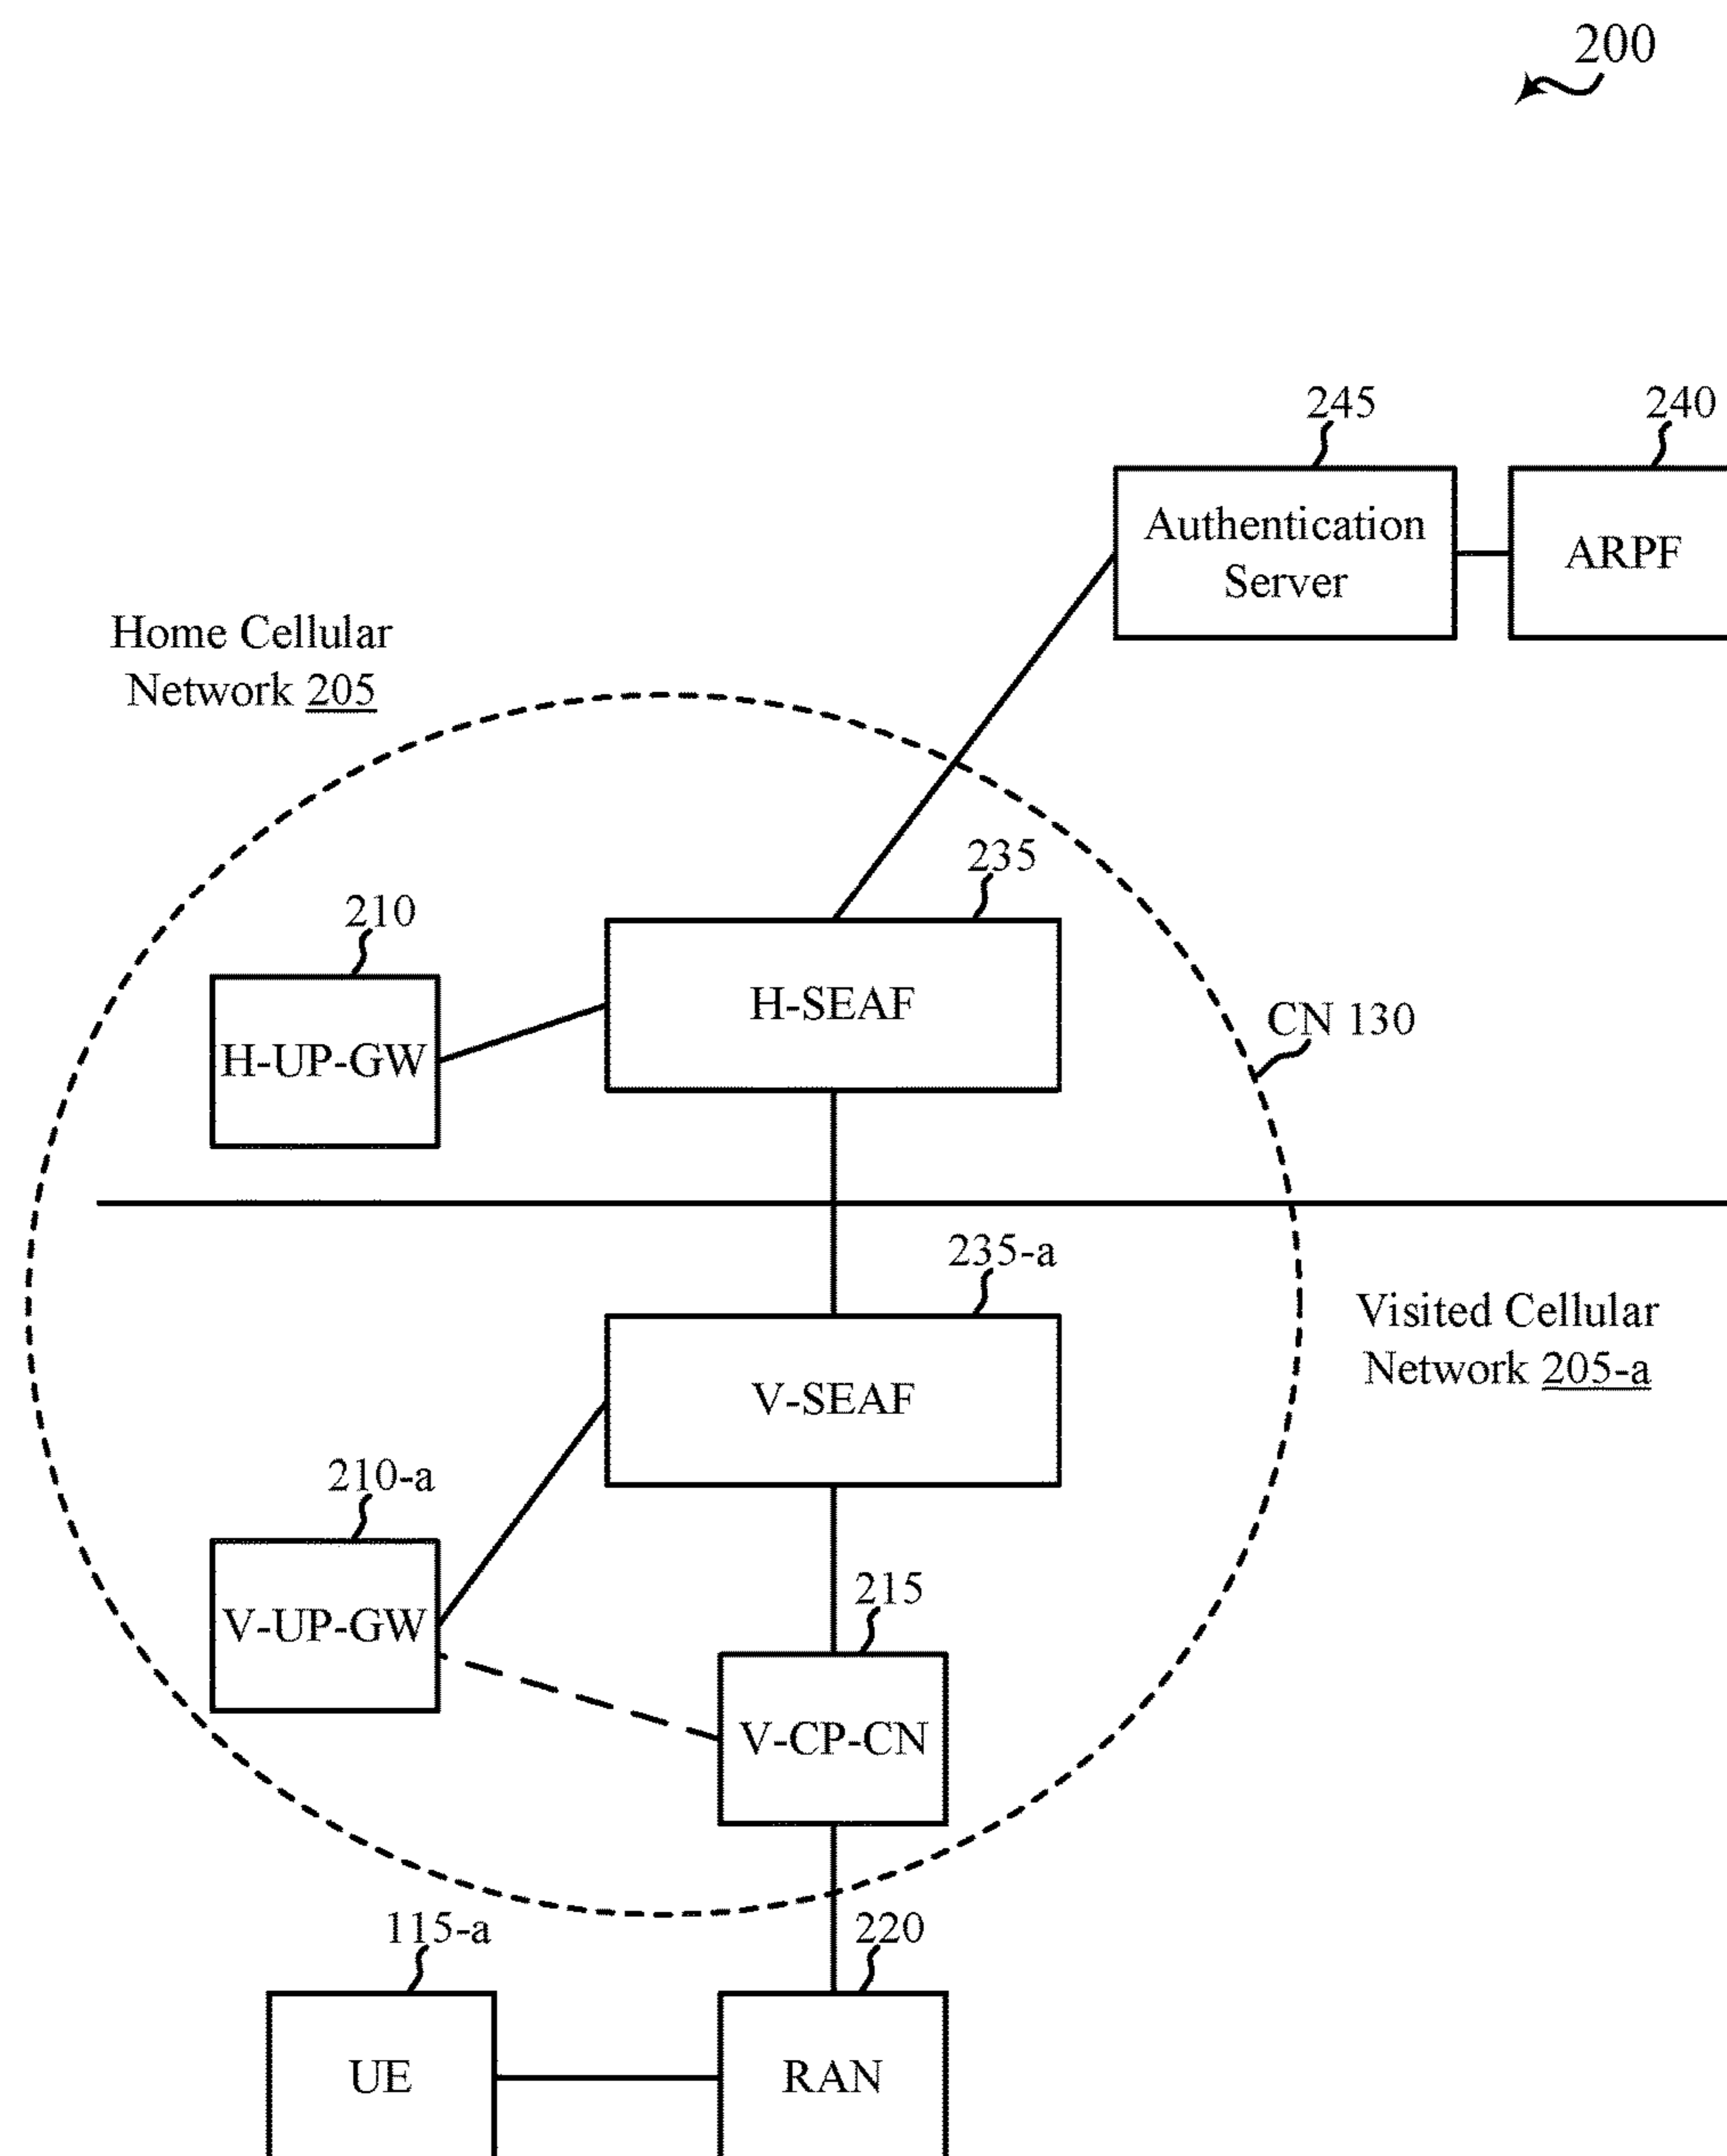 200
245
240
Authentication
Server
ARPF
Home Cellular
Network 205
235
210
H-SEAF
CN 130
H-UP-GW
235-a
Visited Cellular
Network 205-a
V-SEAF
210-a
215
V-UP-GW
V-CP-CN
115-a
220
UE
RAN